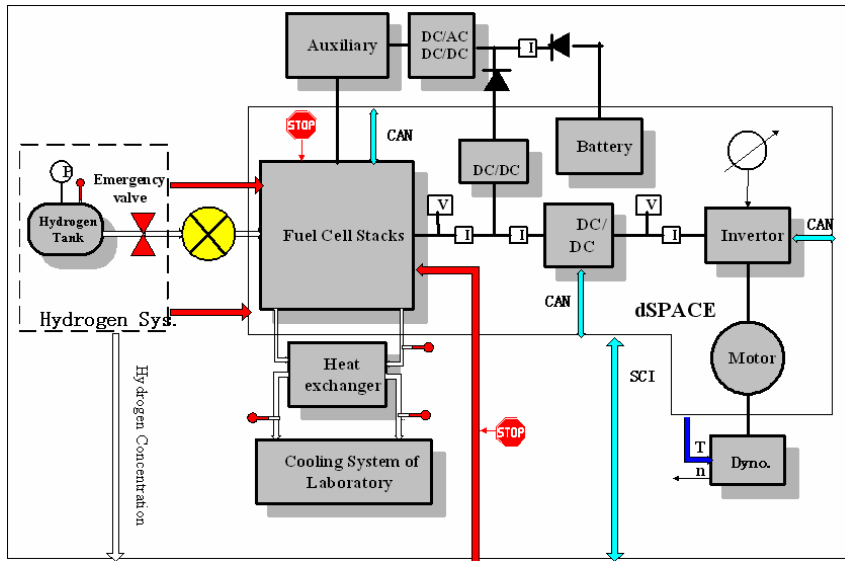 Auxiliary
DC/AC
DC/DC
I
STOP
CAN
Battery
DC/DC
P
Emergency
valve
Hydrogen
Tank
Fuel Cell Stacks
V
I
I
DC/
DC
V
I
Invertor
CAN
Hydrogen Sys.
CAN
dSPACE
Heat
exchanger
SCI
Motor
Hydrogen Concentration
STOP
Cooling System of
Laboratory
T
n
Dyno.